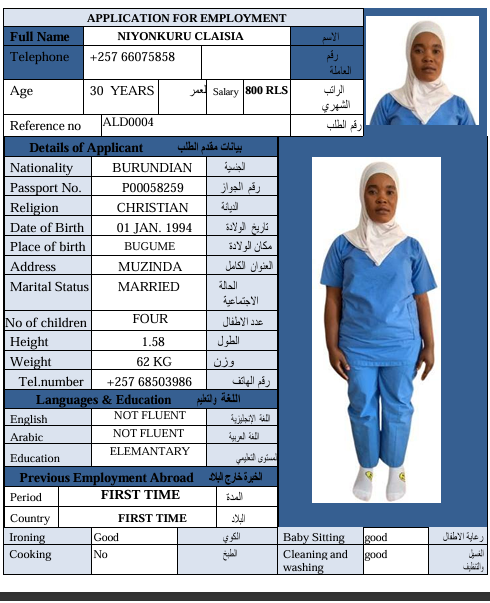 APPLICATION FOR EMPLOYMENT
Full Name NIYONKURU CLAISIA الاسم
Telephone +257 66075858 رقم
العاملة
Age 30 YEARS لعمر Salary 800 RLS الراتب
الشهري
Reference no ALD0004 رقم الطلب
Details of Applicant بيانات مقدم الطلب
Nationality BURUNDIAN الجنسية
Passport No. P00058259 رقم الجواز
Religion CHRISTIAN الديانة
Date of Birth 01 JAN. 1994 تاريخ الولادة
Place of birth BUGUME مكان الولادة
Address MUZINDA العنوان الكامل
Marital Status MARRIED الحالة
الاجتماعية
No of children FOUR عدد الاطفال
Height 1.58 الطول
Weight 62 KG وزن
Tel.number +257 68503986 رقم الهاتف
Languages & Education اللغة والتعليم
English NOT FLUENT اللغة الإنجليزية
Arabic NOT FLUENT اللغة العربية
Education ELEMANTARY لمستوى التعليمي
Previous Employment Abroad الخبرة خارج البلاد
Period FIRST TIME المدة
Country FIRST TIME البلاد
Ironing Good الكوي Baby Sitting good رعاية الاطفال
Cooking No الطبخ Cleaning and good الغسيل
washing والتنظيف